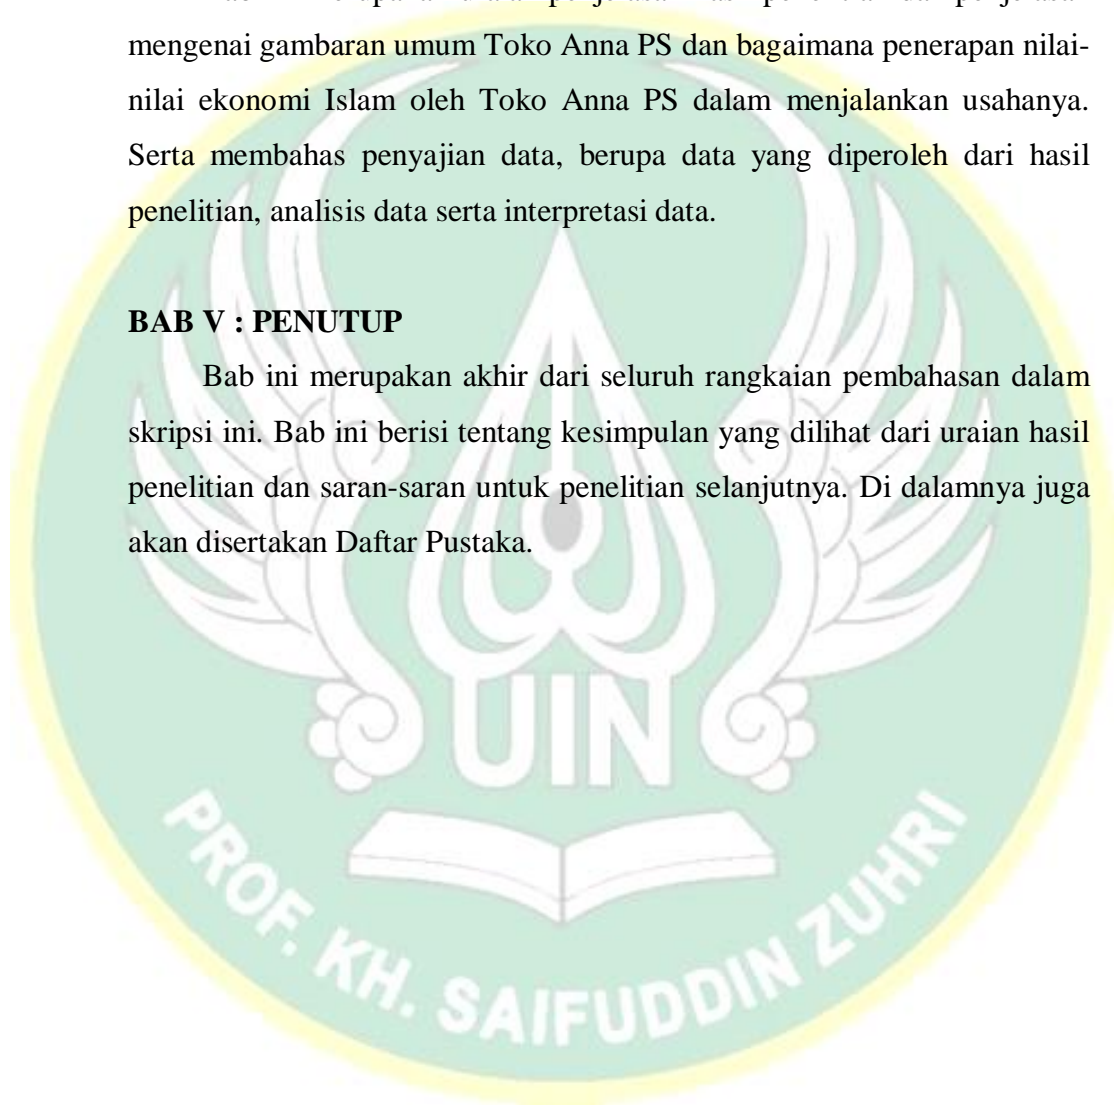 mengenai gambaran umum Toko Anna PS dan bagaimana penerapan nilai-
nilai ekonomi Islam oleh Toko Anna PS dalam menjalankan usahanya.
Serta membahas penyajian data, berupa data yang diperoleh dari hasil
penelitian, analisis data serta interpretasi data.
BAB V : PENUTUP
Bab ini merupakan akhir dari seluruh rangkaian pembahasan dalam
skripsi ini. Bab ini berisi tentang kesimpulan yang dilihat dari uraian hasil
penelitian dan saran-saran untuk penelitian selanjutnya. Di dalamnya juga
akan disertakan Daftar Pustaka.
UIN
PROF. KH. SAIFUDDIN ZUHRI